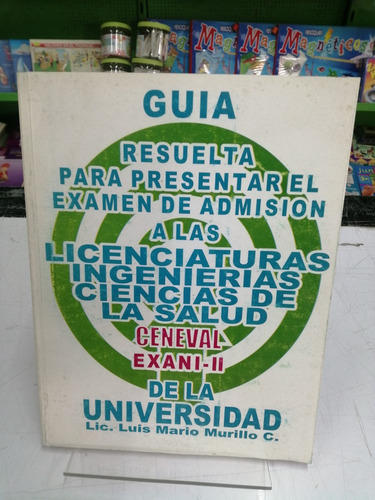 GUIA
RESUELTA
PARA PRESENTAR EL
EXAMEN DE ADMISION
A LAS
LICENCIATURAS
INGENIERIAS
CIENCIAS DE
LA SALUD
CENEVAL
EXANI-II
DE LA
UNIVERSIDAD
Lic. Luis Mario Murillo C.